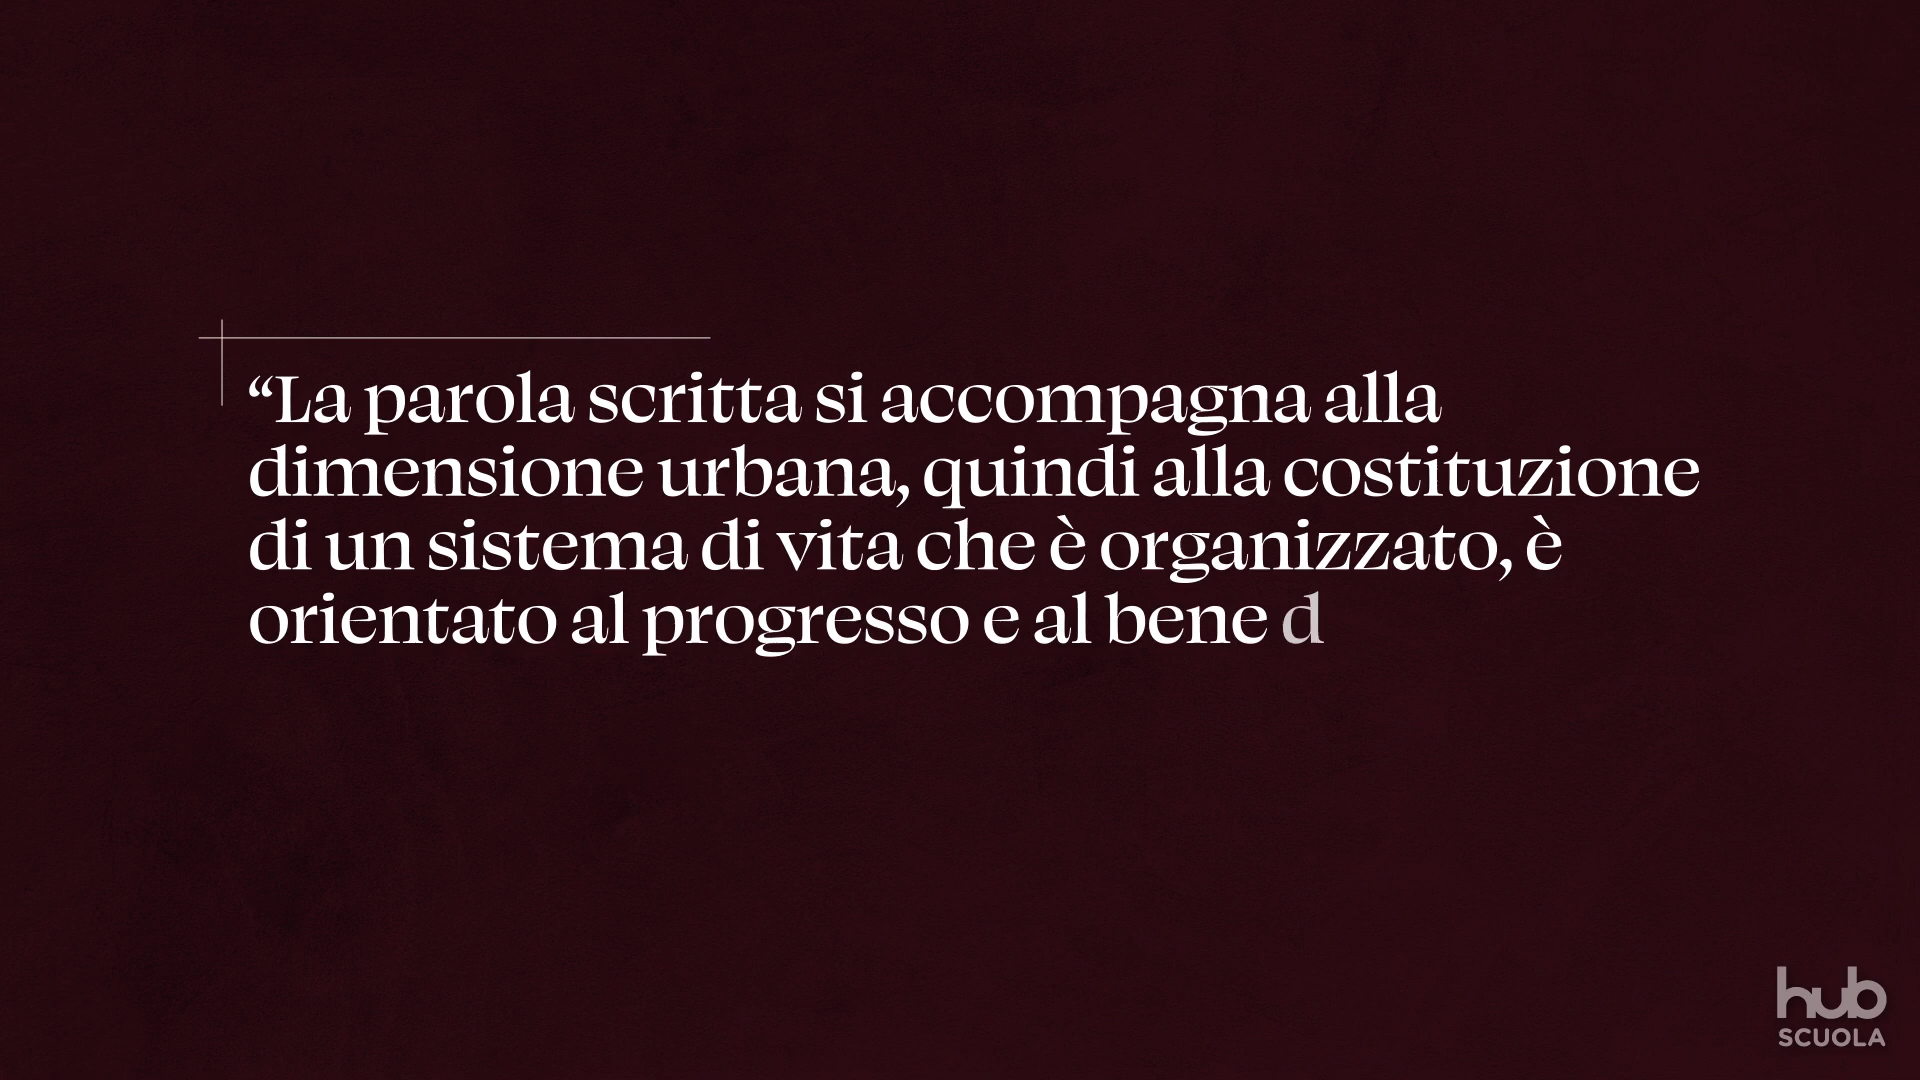 “La parola scritta si accompagna alla
dimensione urbana, quindi alla costituzione
di un sistema di vita che è organizzato, è
orientato al progresso e al bene d
hub
SCUOLA